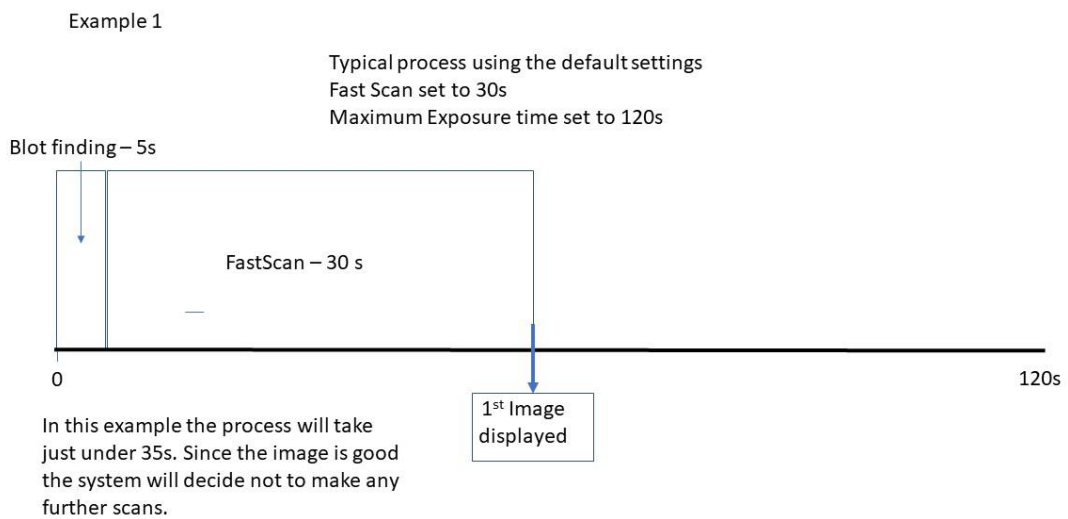 Example 1
Typical process using the default settings
Fast Scan set to 30s
Maximum Exposure time set to 120s
Blot finding – 5s
FastScan – 30 s
0
120s
1st Image
displayed
In this example the process will take
just under 35s. Since the image is good
the system will decide not to make any
further scans.